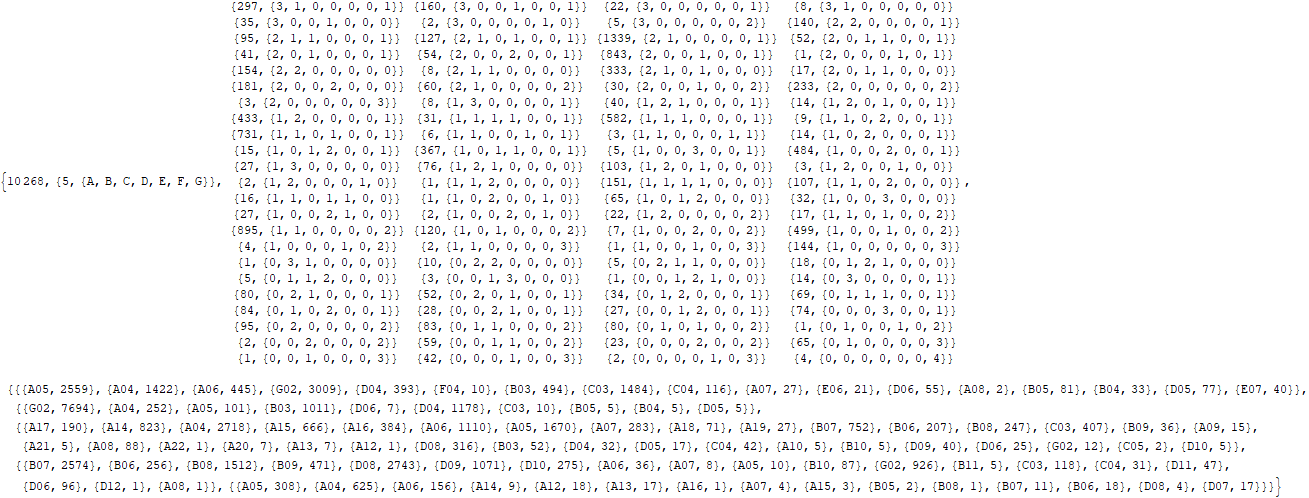 {297, {3, 1, 0, 0, 0, 0, 1}} {160, {3, 0, 0, 1, 0, 0, 1}} {22, {3, 0, 0, 0, 0, 0, 1}} {8, {3, 1, 0, 0, 0, 0, 0}}
{35, {3, 0, 0, 1, 0, 0, 0}} {2, {3, 0, 0, 0, 0, 1, 0}} {5, {3, 0, 0, 0, 0, 0, 2}} {140, {2, 2, 0, 0, 0, 0, 1}}
{95, {2, 1, 1, 0, 0, 0, 1}} {127, {2, 1, 0, 1, 0, 0, 1}} {1339, {2, 1, 0, 0, 0, 0, 1}} {52, {2, 0, 1, 1, 0, 0, 1}}
{41, {2, 0, 1, 0, 0, 0, 1}} {54, {2, 0, 0, 2, 0, 0, 1}} {843, {2, 0, 0, 1, 0, 0, 1}} {1, {2, 0, 0, 0, 1, 0, 1}}
{154, {2, 2, 0, 0, 0, 0, 0}} {8, {2, 1, 1, 0, 0, 0, 0}} {333, {2, 1, 0, 1, 0, 0, 0}} {17, {2, 0, 1, 1, 0, 0, 0}}
{181, {2, 0, 0, 2, 0, 0, 0}} {60, {2, 1, 0, 0, 0, 0, 2}} {30, {2, 0, 0, 1, 0, 0, 2}} {233, {2, 0, 0, 0, 0, 0, 2}}
{3, {2, 0, 0, 0, 0, 0, 3}} {8, {1, 3, 0, 0, 0, 0, 1}} {40, {1, 2, 1, 0, 0, 0, 1}} {14, {1, 2, 0, 1, 0, 0, 1}}
{433, {1, 2, 0, 0, 0, 0, 1}} {31, {1, 1, 1, 1, 0, 0, 1}} {582, {1, 1, 1, 0, 0, 0, 1}} {9, {1, 1, 0, 2, 0, 0, 1}}
{731, {1, 1, 0, 1, 0, 0, 1}} {6, {1, 1, 0, 0, 1, 0, 1}} {3, {1, 1, 0, 0, 0, 1, 1}} {14, {1, 0, 2, 0, 0, 0, 1}}
{15, {1, 0, 1, 2, 0, 0, 1}} {367, {1, 0, 1, 1, 0, 0, 1}} {5, {1, 0, 0, 3, 0, 0, 1}} {484, {1, 0, 0, 2, 0, 0, 1}}
{27, {1, 3, 0, 0, 0, 0, 0}} {76, {1, 2, 1, 0, 0, 0, 0}} {103, {1, 2, 0, 1, 0, 0, 0}} {3, {1, 2, 0, 0, 1, 0, 0}}
{10268, {5, {A, B, C, D, E, F, G}}, {2, {1, 2, 0, 0, 0, 1, 0}} {1, {1, 1, 2, 0, 0, 0, 0}} {151, {1, 1, 1, 1, 0, 0, 0}} {107, {1, 1, 0, 2, 0, 0, 0}},
{16, {1, 1, 0, 1, 1, 0, 0}} {1, {1, 0, 2, 0, 0, 1, 0}} {65, {1, 0, 1, 2, 0, 0, 0}} {32, {1, 0, 0, 3, 0, 0, 0}}
{27, {1, 0, 0, 2, 1, 0, 0}} {2, {1, 0, 0, 2, 0, 1, 0}} {22, {1, 2, 0, 0, 0, 0, 2}} {17, {1, 1, 0, 1, 0, 0, 2}}
{895, {1, 1, 0, 0, 0, 0, 2}} {120, {1, 0, 1, 0, 0, 0, 2}} {7, {1, 0, 0, 2, 0, 0, 2}} {499, {1, 0, 0, 1, 0, 0, 2}}
{4, {1, 0, 0, 0, 1, 0, 2}} {2, {1, 1, 0, 0, 0, 0, 3}} {1, {1, 0, 1, 0, 0, 0, 3}} {144, {1, 0, 0, 0, 0, 0, 3}}
{1, {0, 3, 1, 0, 0, 0, 0}} {10, {0, 2, 2, 0, 0, 0, 0}} {5, {0, 2, 1, 1, 0, 0, 0}} {18, {0, 1, 2, 1, 0, 0, 0}}
{5, {0, 1, 1, 2, 0, 0, 0}} {3, {0, 0, 1, 3, 0, 0, 0}} {1, {0, 0, 1, 2, 1, 0, 0}} {14, {0, 3, 0, 0, 0, 0, 1}}
{80, {0, 2, 1, 0, 0, 0, 1}} {52, {0, 2, 0, 1, 0, 0, 1}} {34, {0, 1, 2, 0, 0, 0, 1}} {69, {0, 1, 1, 1, 0, 0, 1}}
{84, {0, 1, 0, 2, 0, 0, 1}} {28, {0, 0, 2, 1, 0, 0, 1}} {27, {0, 0, 1, 2, 0, 0, 1}} {74, {0, 0, 0, 3, 0, 0, 1}}
{95, {0, 2, 0, 0, 0, 0, 2}} {83, {0, 1, 1, 0, 0, 0, 2}} {80, {0, 1, 0, 1, 0, 0, 2}} {1, {0, 1, 0, 0, 0, 1, 0, 2}}
{2, {0, 0, 2, 0, 0, 0, 2}} {59, {0, 0, 1, 1, 0, 0, 2}} {23, {0, 0, 0, 2, 0, 0, 2}} {65, {0, 1, 0, 0, 0, 0, 3}}
{1, {0, 0, 1, 0, 0, 0, 3}} {42, {0, 0, 0, 1, 0, 0, 3}} {2, {0, 0, 0, 0, 1, 0, 3}} {4, {0, 0, 0, 0, 0, 0, 4}}
{{{A05, 2559}, {A04, 1422}, {A06, 445}, {G02, 3009}, {D04, 393}, {F04, 10}, {B03, 494}, {C03, 1484}, {C04, 116}, {A07, 27}, {E06, 21}, {D06, 55}, {A08, 2}, {B05, 81}, {B04, 33}, {D05, 77}, {E07, 40}},
{{G02, 7694}, {A04, 252}, {A05, 101}, {B03, 1011}, {D06, 7}, {D04, 1178}, {C03, 10}, {B05, 5}, {B04, 5}, {D05, 5}},
{{A17, 190}, {A14, 823}, {A04, 2718}, {A15, 666}, {A16, 384}, {A06, 1110}, {A05, 1670}, {A07, 283}, {A18, 71}, {A19, 27}, {B07, 752}, {B06, 207}, {B08, 247}, {C03, 407}, {B09, 36}, {A09, 15},
{A21, 5}, {A08, 88}, {A22, 1}, {A20, 7}, {A13, 7}, {A12, 1}, {D08, 316}, {B03, 52}, {D04, 32}, {D05, 17}, {C04, 42}, {A10, 5}, {B10, 5}, {D09, 40}, {D06, 25}, {G02, 12}, {C05, 2}, {D10, 5}},
{{B07, 2574}, {B06, 256}, {B08, 1512}, {B09, 471}, {D08, 2743}, {D09, 1071}, {D10, 275}, {A06, 36}, {A07, 8}, {A05, 10}, {B10, 87}, {G02, 926}, {B11, 5}, {C03, 118}, {C04, 31}, {D11, 47},
{D06, 96}, {D12, 1}, {A08, 1}}, {{A05, 308}, {A04, 625}, {A06, 156}, {A14, 9}, {A12, 18}, {A13, 17}, {A16, 1}, {A07, 4}, {A15, 3}, {B05, 2}, {B08, 1}, {B07, 11}, {B06, 18}, {D08, 4}, {D07, 17}}}}